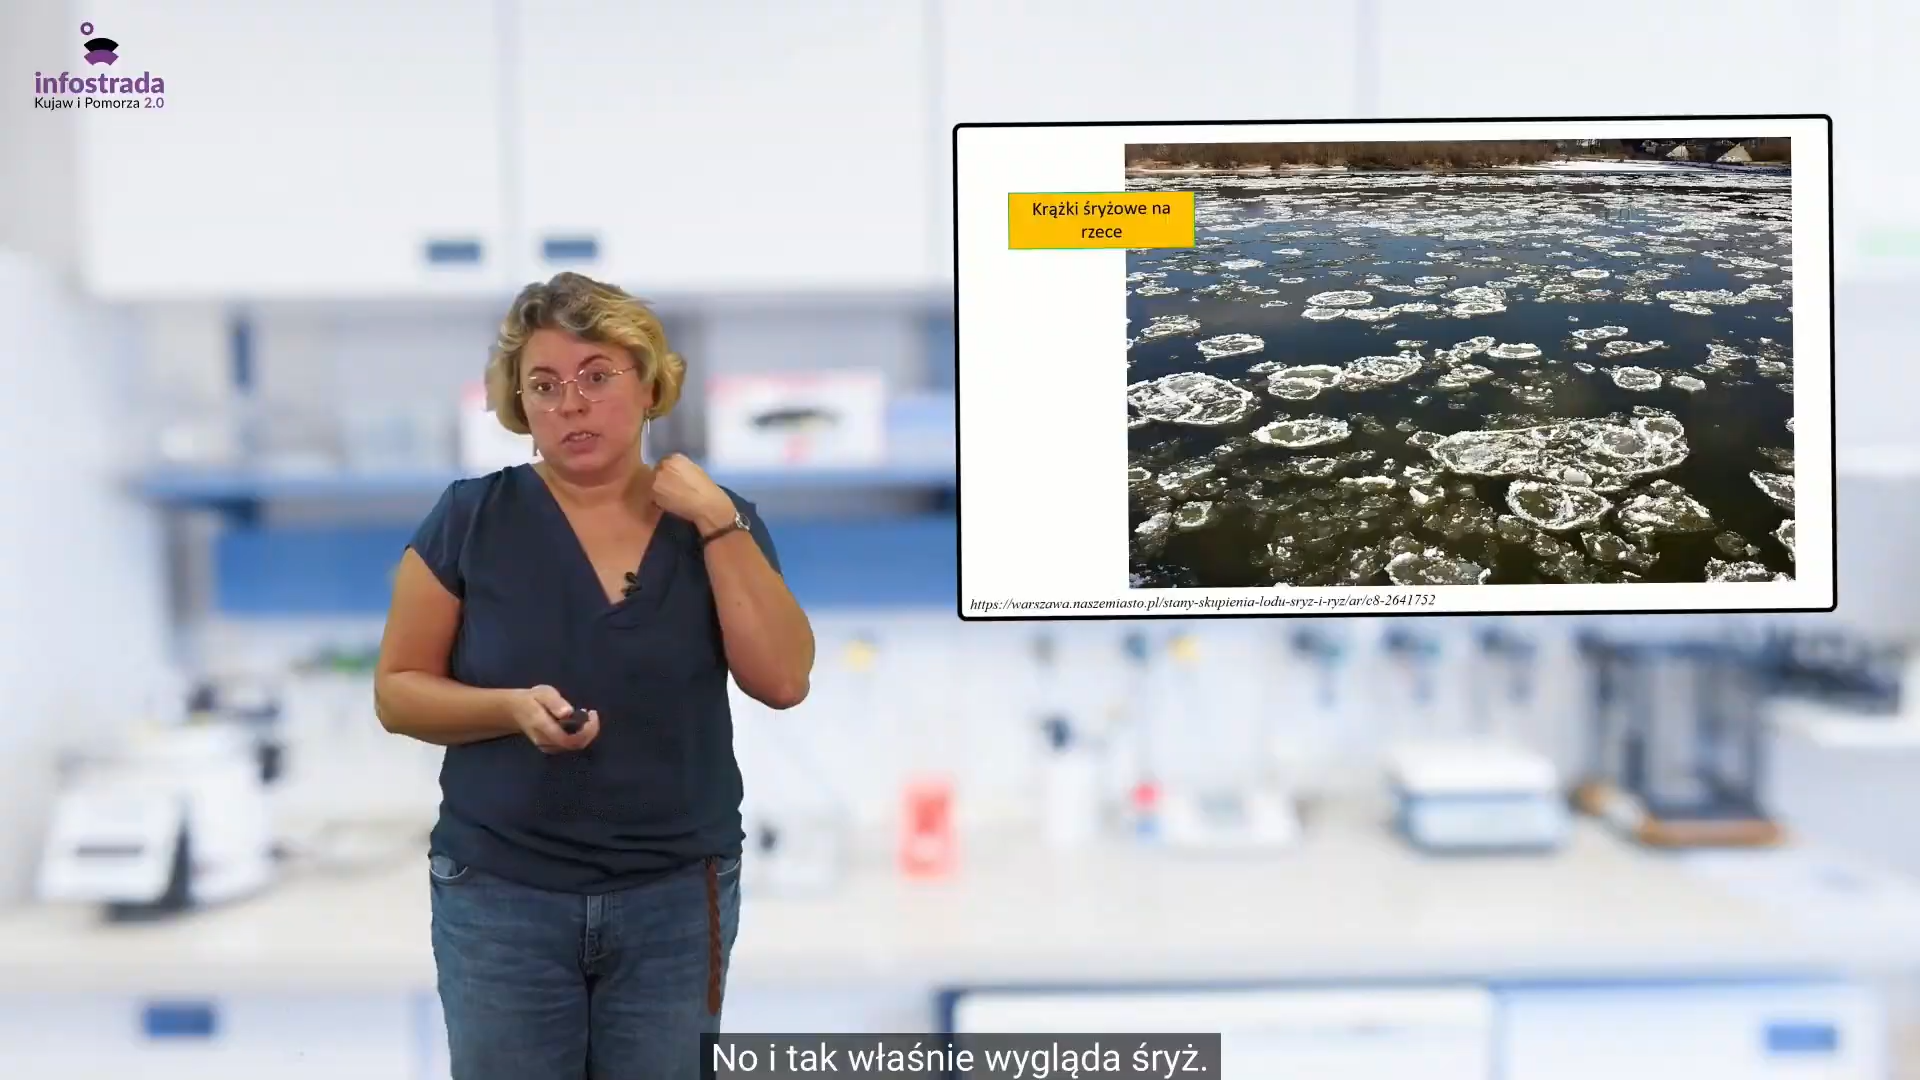 infostrada
Kujaw i Pomorza 2.0
Krążki śryżowe na
rzece
https://warszawa.naszemiasto.pl/stany-skupienia-lodu-sryz-i-ryz/ar/c8-2641752
No i tak właśnie wygląda śryż.